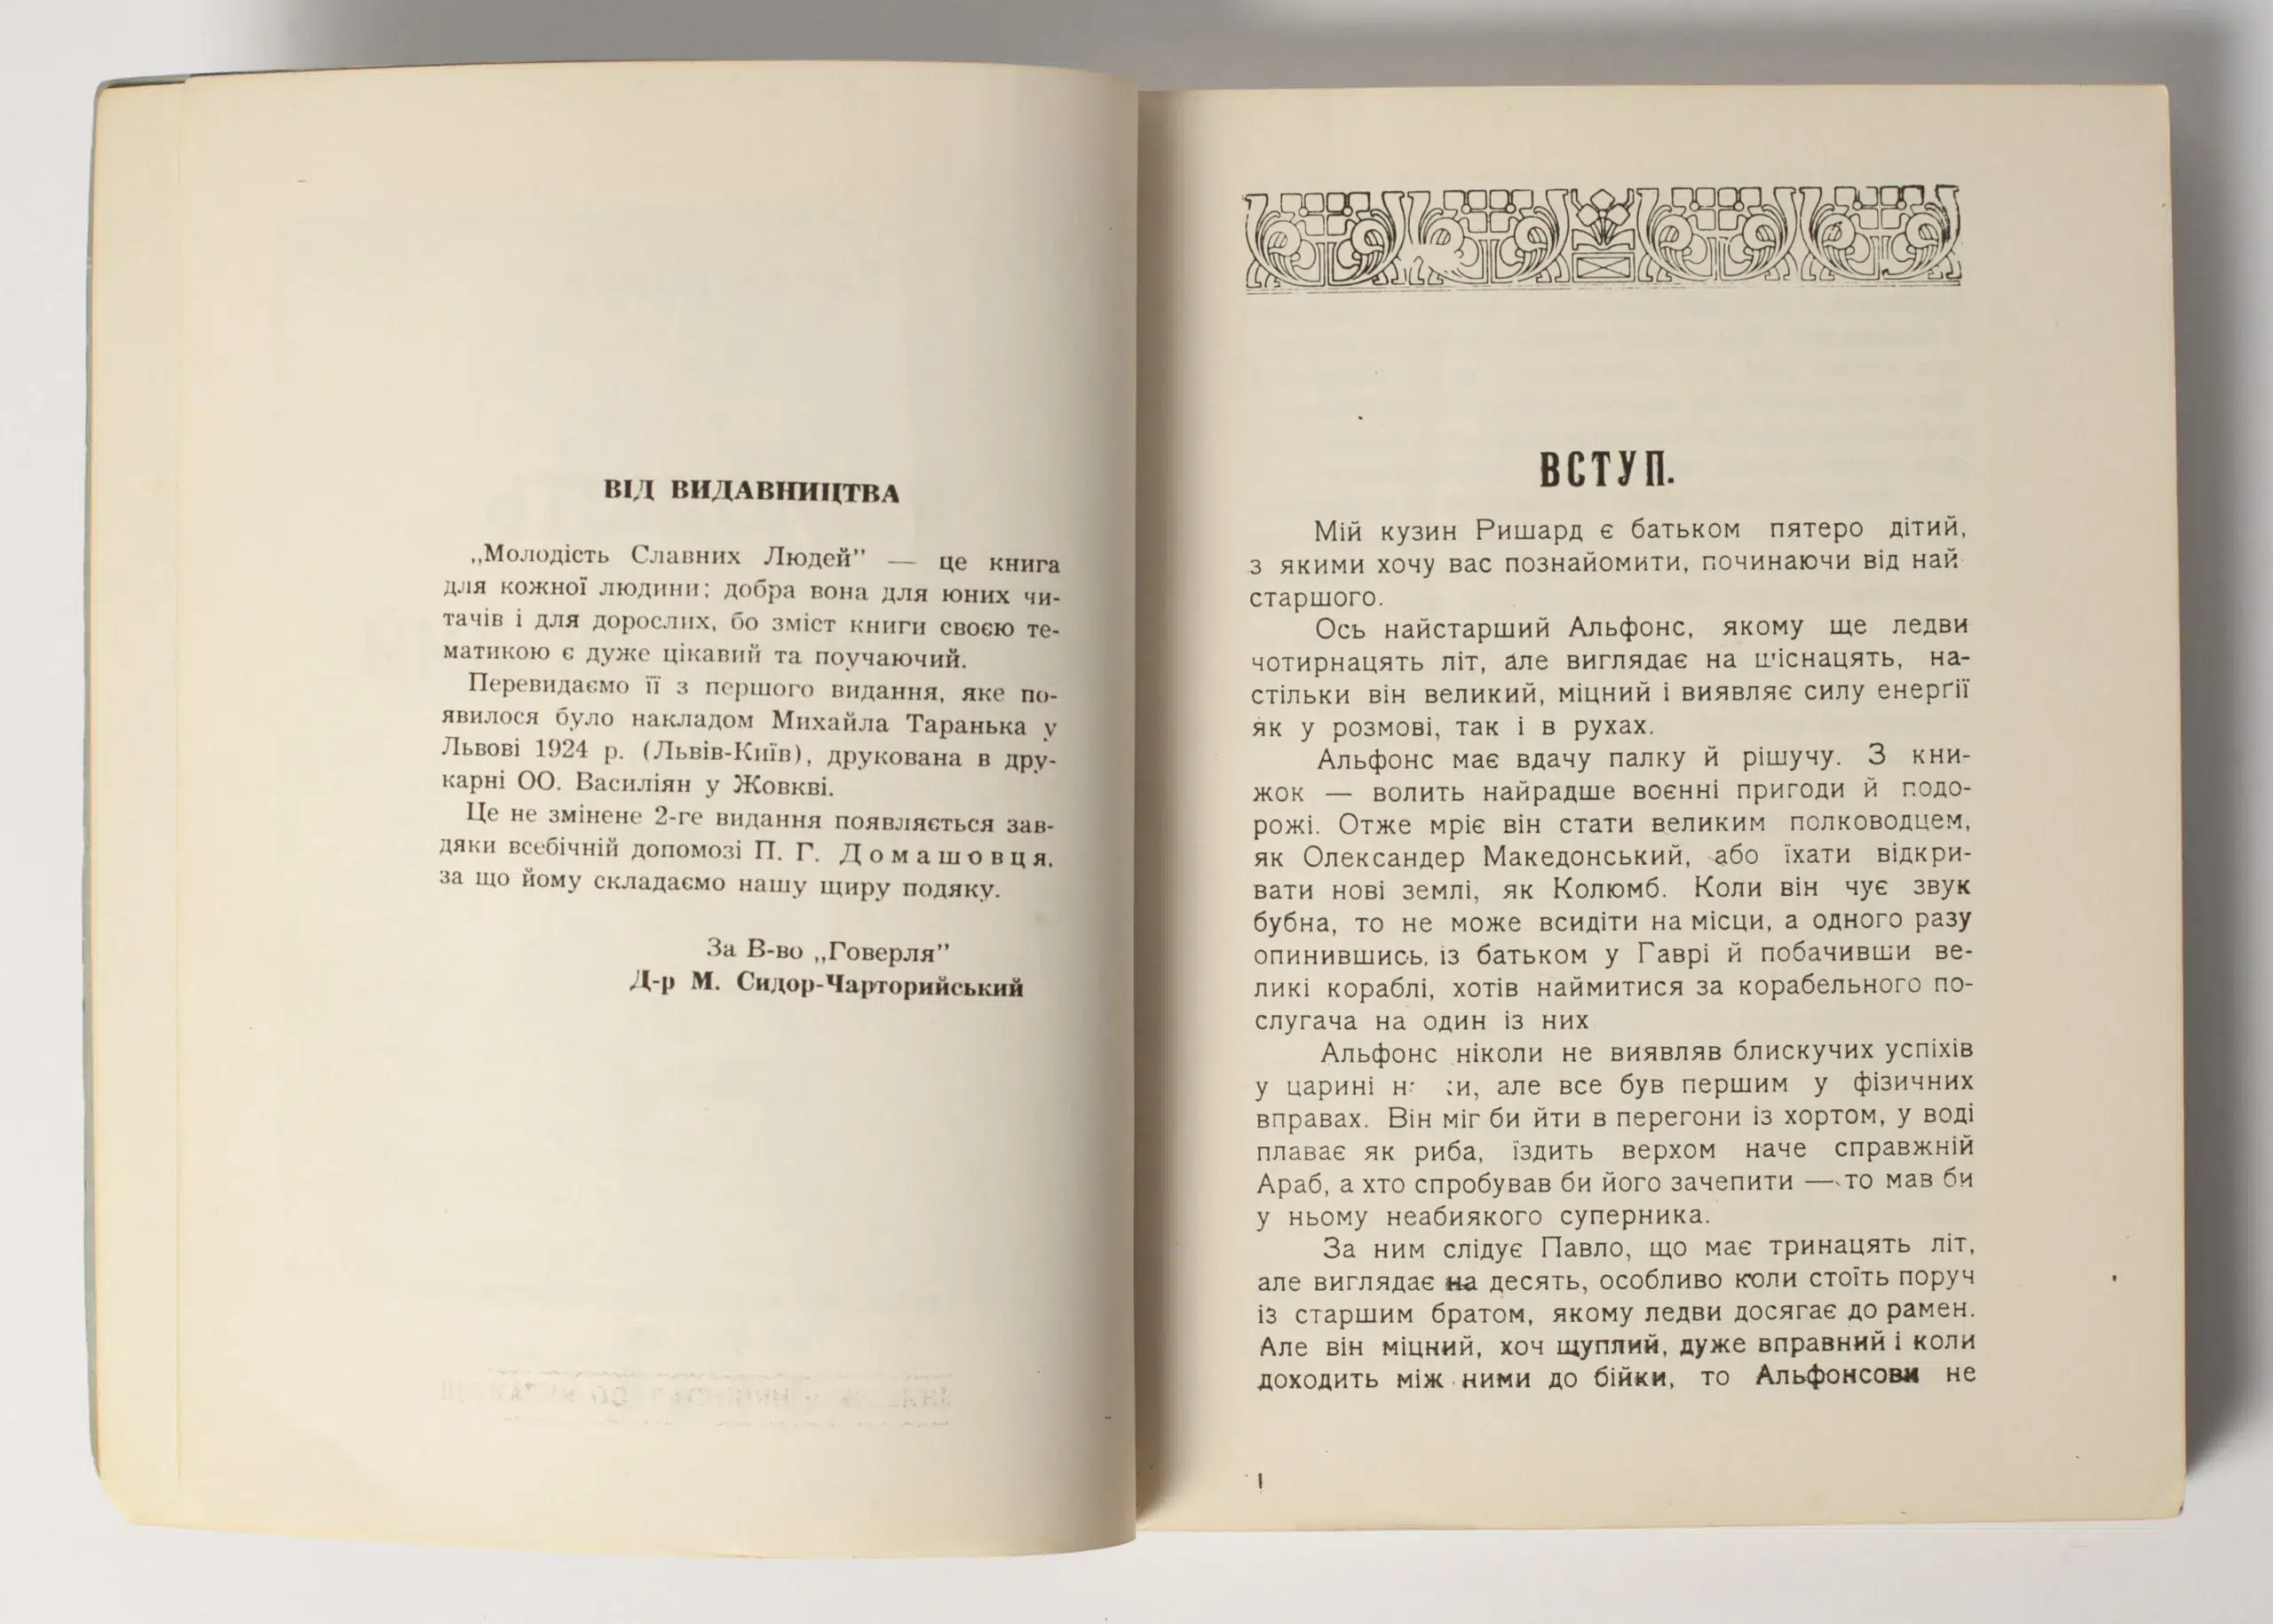 ВІД ВИДАВНИЦТВА
„Молодість Славних Людей” — це книга
для кожної людини; добра вона для юних чи-
тачів і для дорослих, бо зміст книги своєю те-
матикою є дуже цікавий та поучаючий.
Перевидаємо її з першого видання, яке по-
явилося було накладом Михайла Таранька у
Львові 1924 р. (Львів-Київ), друкована в дру-
карні ОО. Василіян у Жовкві.
Це не змінене 2-ге видання появляється зав-
дяки всебічній допомозі П. Г. Домашовця,
за що йому складаємо нашу щиру подяку.
За В-во „Говерля”
Д-р М. Сидор-Чарторийський
ВСТУП.
Мій кузин Ришард є батьком пятеро дітий,
з якими хочу вас познайомити, починаючи від най-
старшого.
Ось найстарший Альфонс, якому ще ледви
чотирнацять літ, але виглядає на шіснацять, на-
стільки він великий, міцний і виявляє силу енерґії
як у розмові, так і в рухах.
Альфонс має вдачу палку й рішучу. З кни-
жок — волить найрадше воєнні пригоди й подо-
рожі. Отже мріє він стати великим полководцем,
як Олександер Македонський, або їхати відкри-
вати нові землі, як Колюмб. Коли він чує звук
бубна, то не може всидіти на місци, а одного разу
опинившись, із батьком у Гаврі й побачивши ве-
ликі кораблі, хотів наймитися за корабельного по-
слугача на один із них
Альфонс ніколи не виявляв блискучих успіхів
у царині але все був першим у фізичних
вправах. Він міг би йти в перегони із хортом, у воді
плаває як риба, їздить верхом наче справжній
Араб, а хто спробував би його зачепити — то мав би
у ньому неабиякого суперника.
За ним слідує Павло, що має тринацять літ,
але виглядає на десять, особливо коли стоїть поруч
із старшим братом, якому ледви досягає до рамен.
Але він міцний, хоч щуплий, дуже вправний і коли
доходить між ними до бійки, то Альфонсови не
1